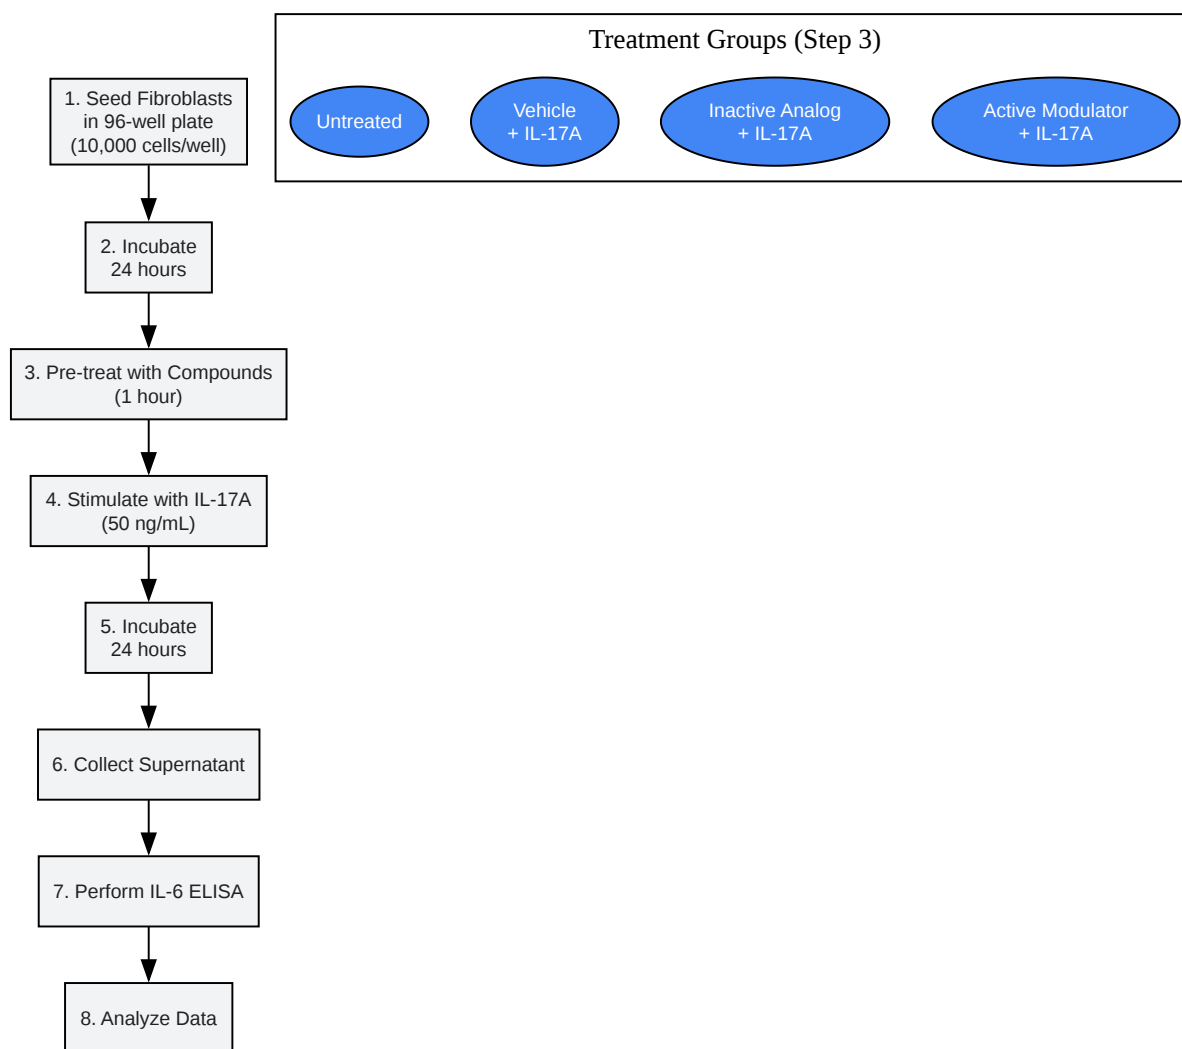 Treatment Groups (Step 3)
Untreated
Vehicle
+ IL-17A
Inactive Analog
+ IL-17A
Active Modulator
+ IL-17A
1. Seed Fibroblasts
in 96-well plate
(10,000 cells/well)
2. Incubate
24 hours
3. Pre-treat with Compounds
(1 hour)
4. Stimulate with IL-17A
(50 ng/mL)
5. Incubate
24 hours
6. Collect Supernatant
7. Perform IL-6 ELISA
8. Analyze Data